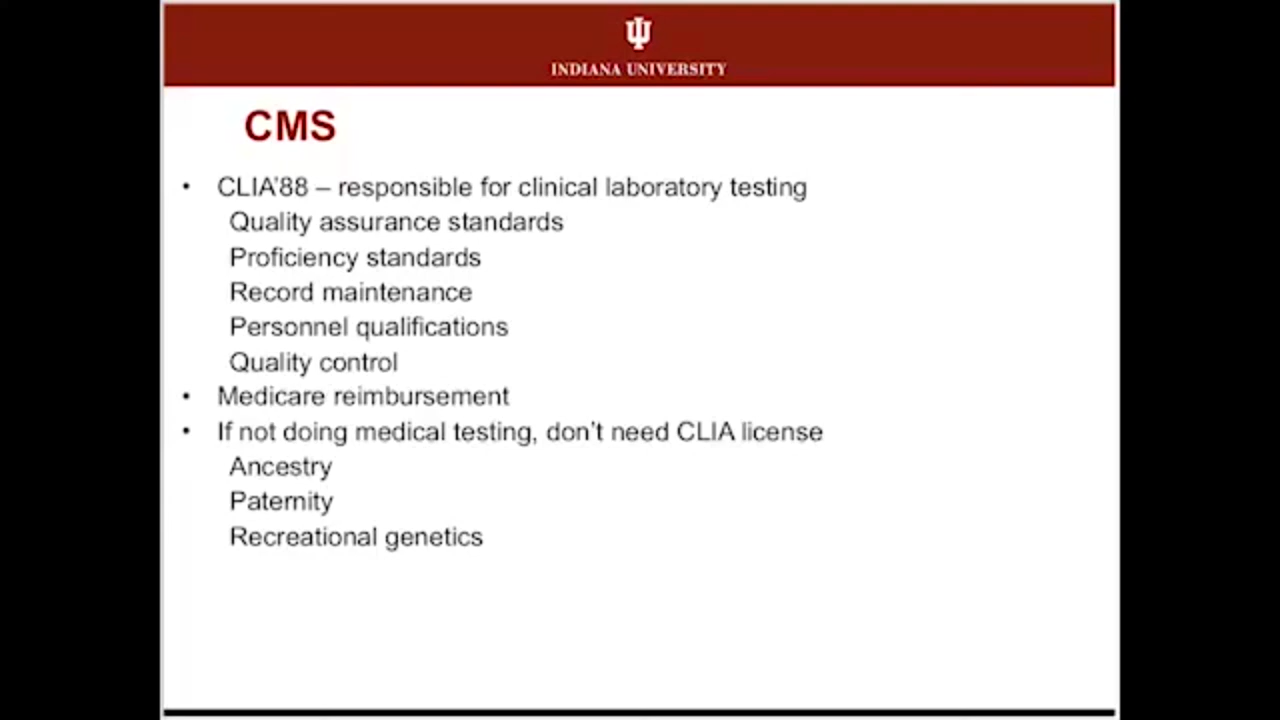 INDIANA UNIVERSITY
CMS
• CLIA'88 – responsible for clinical laboratory testing
Quality assurance standards
Proficiency standards
Record maintenance
Personnel qualifications
Quality control
• Medicare reimbursement
• If not doing medical testing, don't need CLIA license
Ancestry
Paternity
Recreational genetics